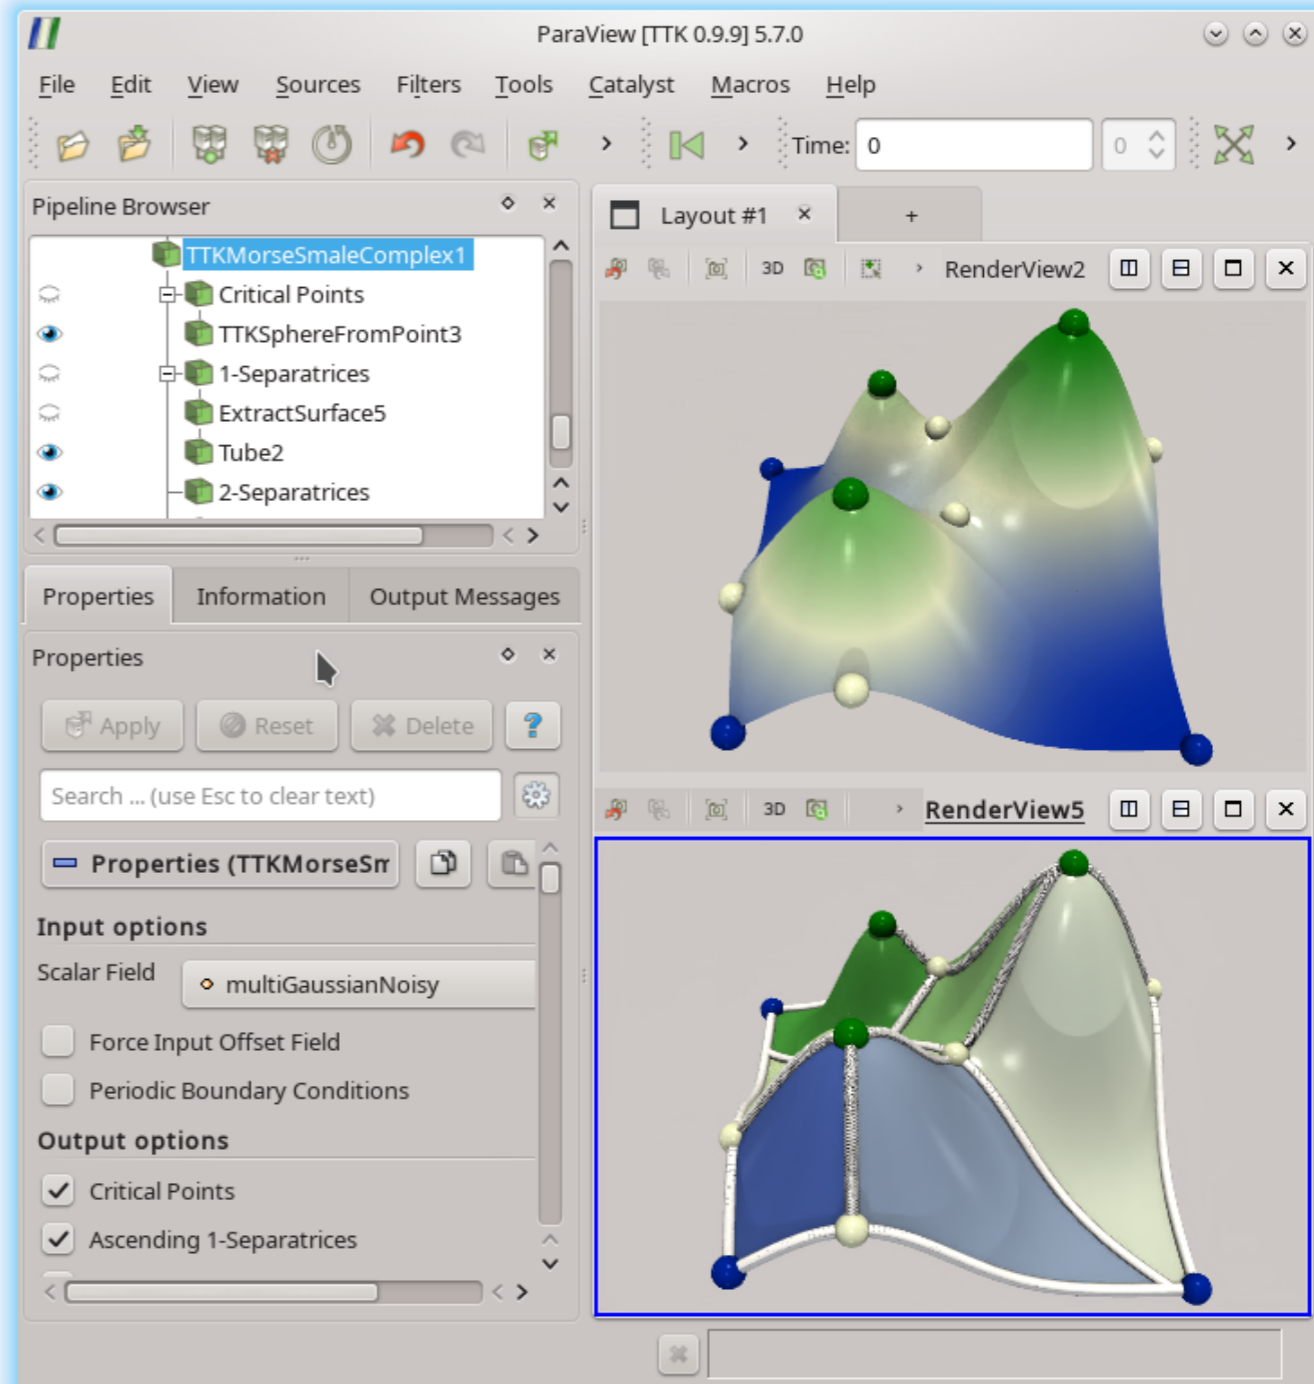 ParaView [TTK 0.9.9] 5.7.0
File Edit View Sources Filters Tools Catalyst Macros Help
Time: 0 0
Pipeline Browser
TTKMorseSmaleComplex1
Critical Points
TTKSphereFromPoint3
1-Separatrices
ExtractSurface5
Tube2
2-Separatrices
Properties Information Output Messages
Properties
Apply Reset Delete ?
Search ... (use Esc to clear text)
Properties (TTKMorseSm
Input options
Scalar Field multiGaussianNoisy
Force Input Offset Field
Periodic Boundary Conditions
Output options
Critical Points
Ascending 1-Separatrices
Layout #1 +
3D RenderView2
3D RenderView5